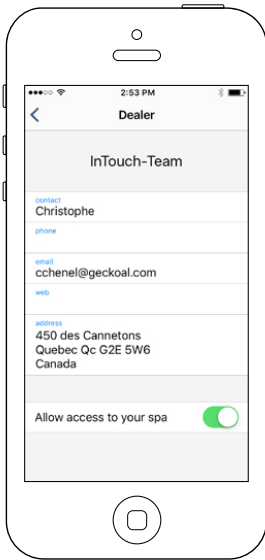 2:53 PM
Dealer
InTouch-Team
contact
Christophe
phone
email
cchenel@geckoal.com
web
address
450 des Cannetons
Quebec Qc G2E 5W6
Canada
Allow access to your spa